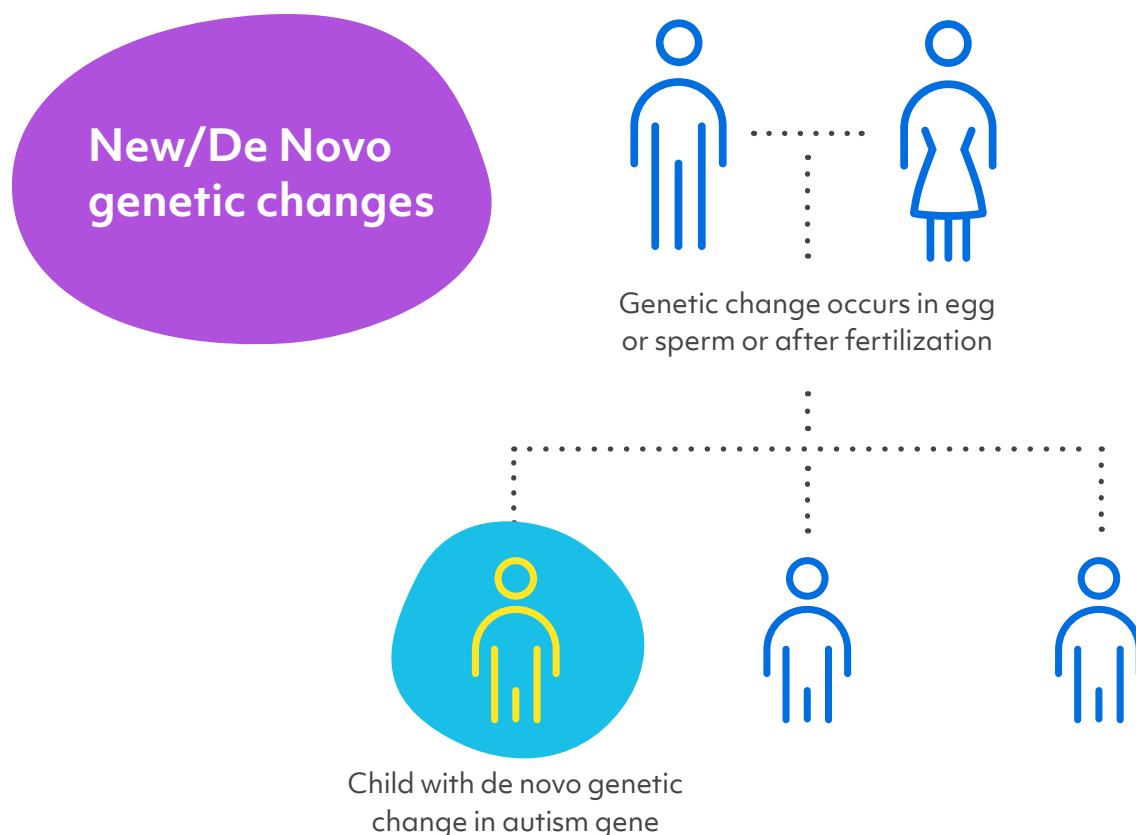 New/De Novo
genetic changes
Genetic change occurs in egg
or sperm or after fertilization
Child with de novo genetic
change in autism gene